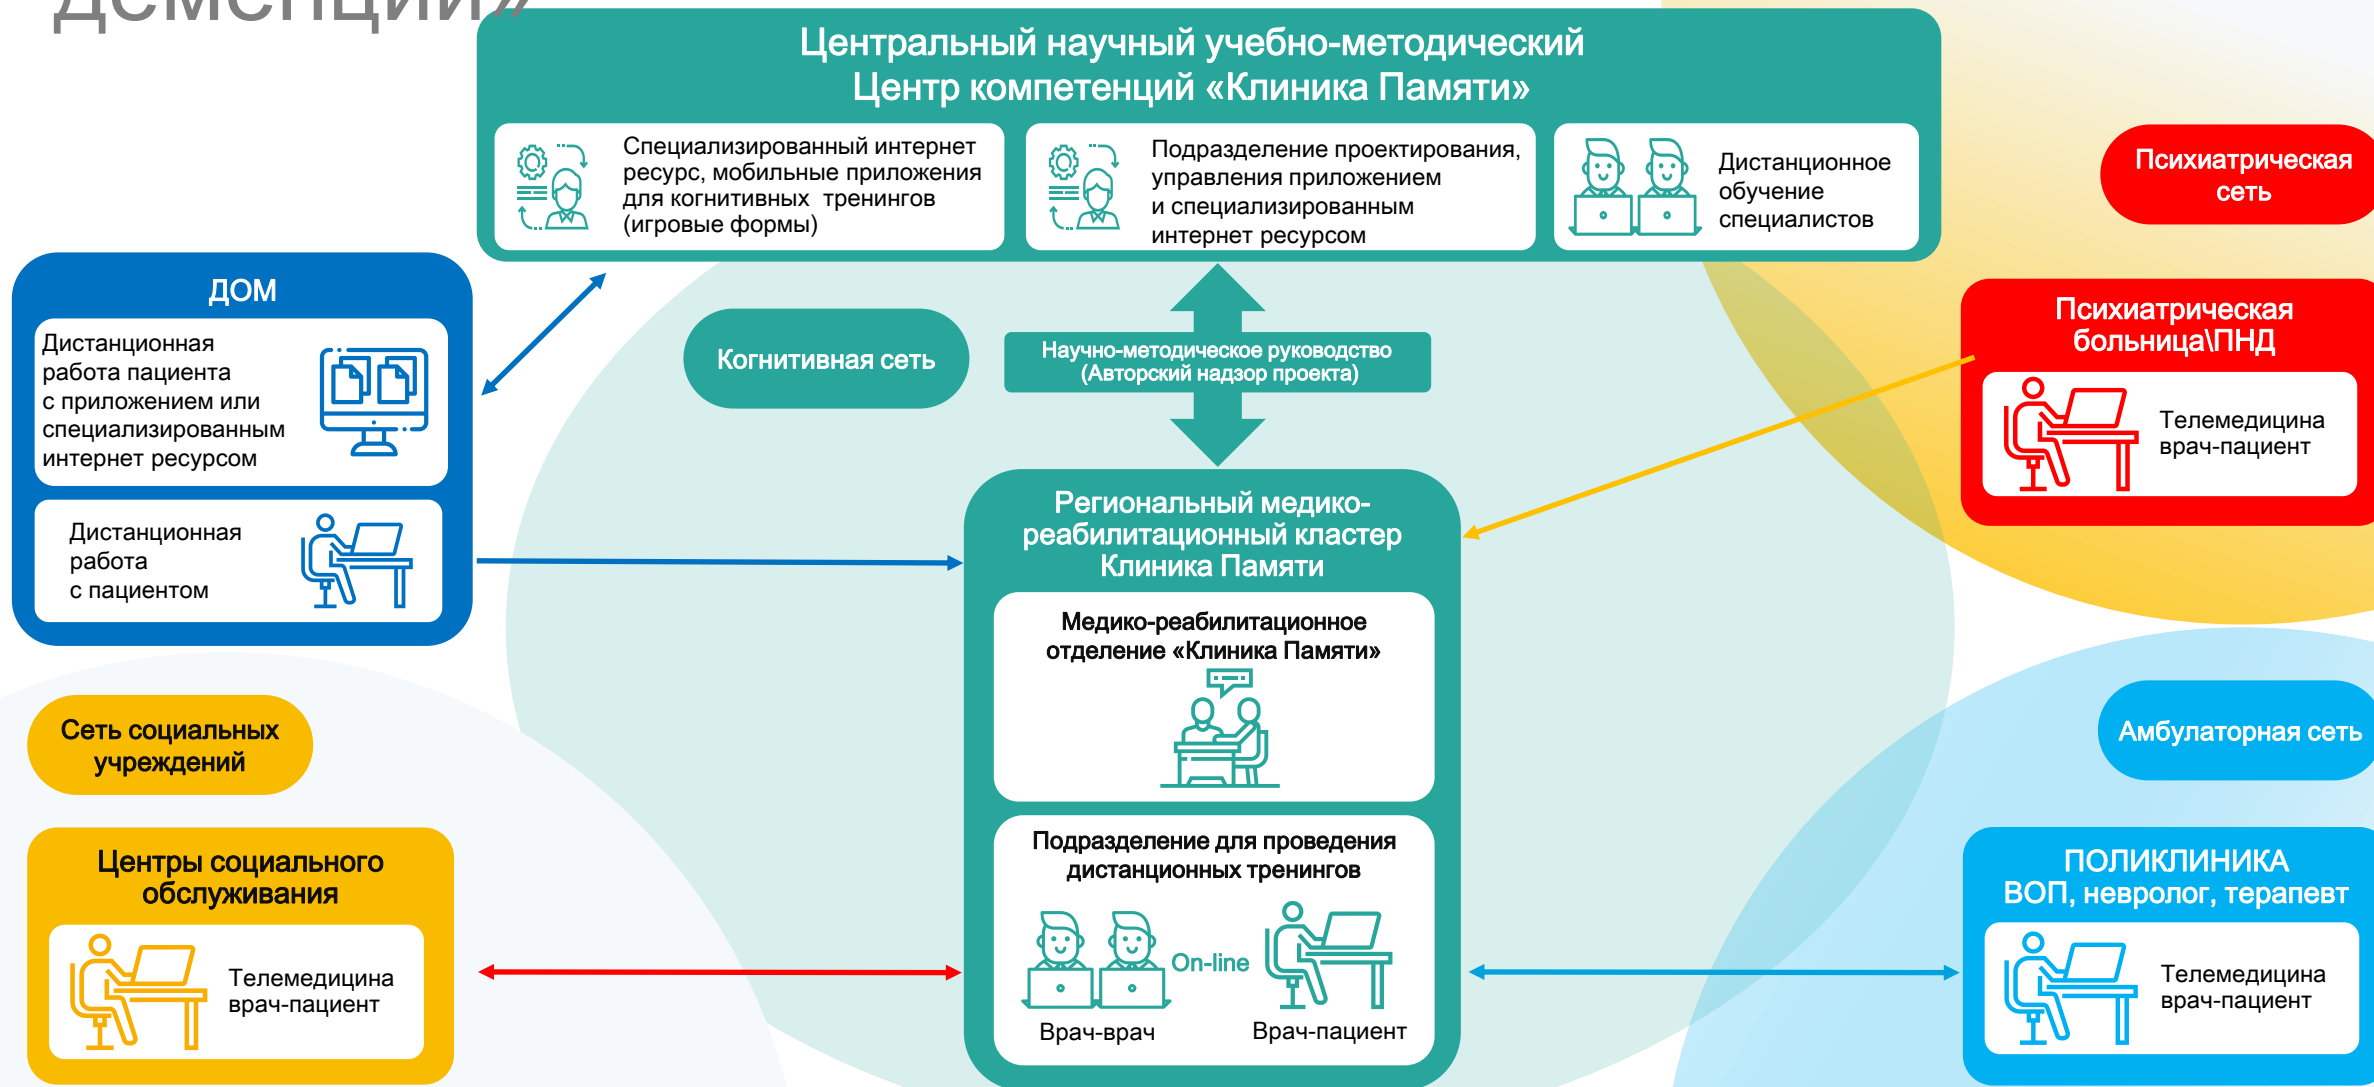 деменции»
Центральный научный учебно-методический
Центр компетенций «Клиника Памяти»
Специализированный интернет
ресурс, мобильные приложения
для когнитивных тренингов
(игровые формы)
Подразделение проектирования,
управления приложением
и специализированным
интернет ресурсом
Дистанционное
обучение
специалистов
Психиатрическая
сеть
ДОМ
Дистанционная
работа пациента
с приложением или
специализированным
интернет ресурсом
Дистанционная
работа
с пациентом
Когнитивная сеть
Научно-методическое руководство
(Авторский надзор проекта)
Психиатрическая
больница\ПНД
Телемедицина
врач-пациент
Региональный медико-
реабилитационный кластер
Клиника Памяти
Медико-реабилитационное
отделение «Клиника Памяти»
Подразделение для проведения
дистанционных тренингов
On-line
Врач-врач
Врач-пациент
Сеть социальных
учреждений
Центры социального
обслуживания
Телемедицина
врач-пациент
Амбулаторная сеть
ПОЛИКЛИНИКА
ВОП, невролог, терапевт
Телемедицина
врач-пациент